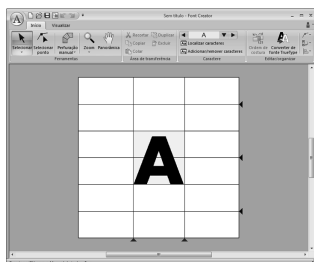 Sem título - Font Creator
Início Visualizar
Selecionar Selecionar ponto Perfuração manual Zoom Panorâmica
Recortar Duplicar
Copiar Excluir
Colar
A
Localizar caracteres
Adicionar/remover caracteres
Ordem de costura Converter de fonte TrueType
Ferramentas Área de transferência Caractere Editar/organizar
A